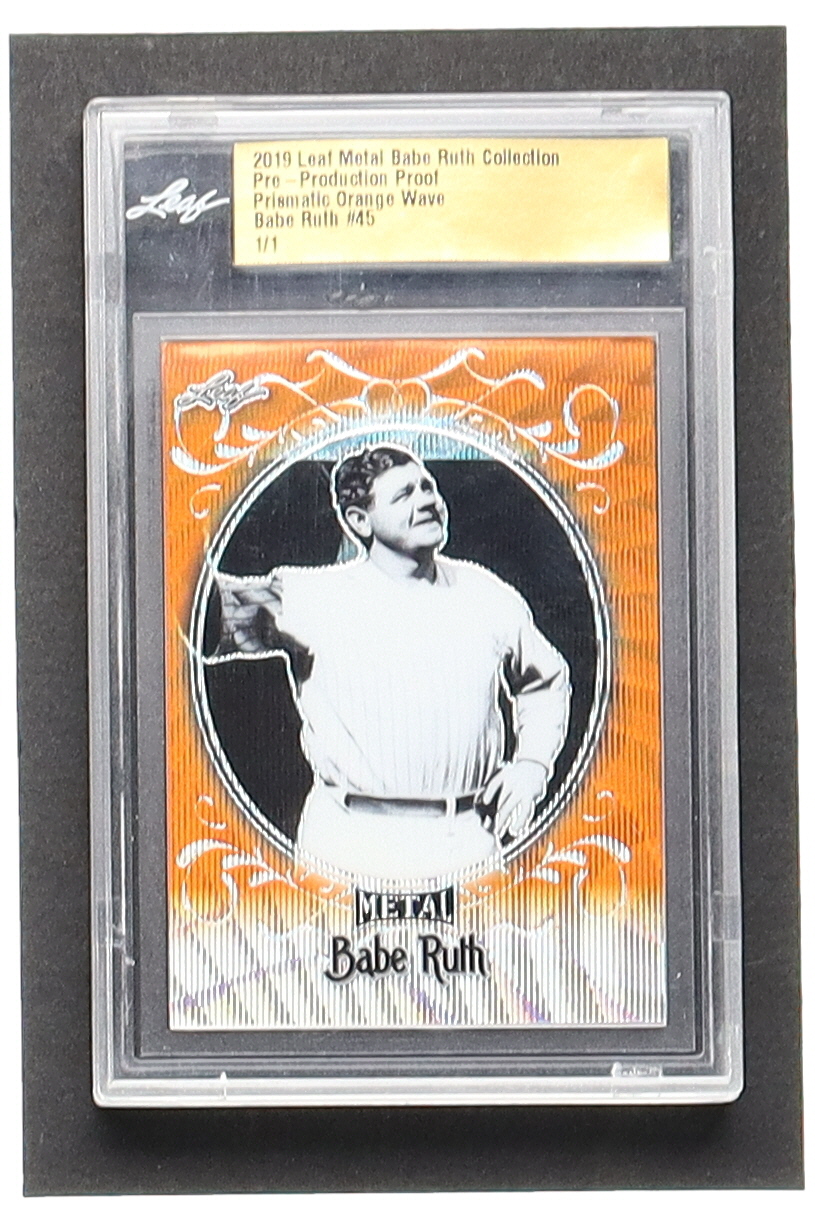 2019 Leaf Metal Babe Ruth Collection
Pre-Production Proof
Prismatic Orange Wave
Babe Ruth #45
1/1
Leaf
Leaf
METAL
Babe Ruth